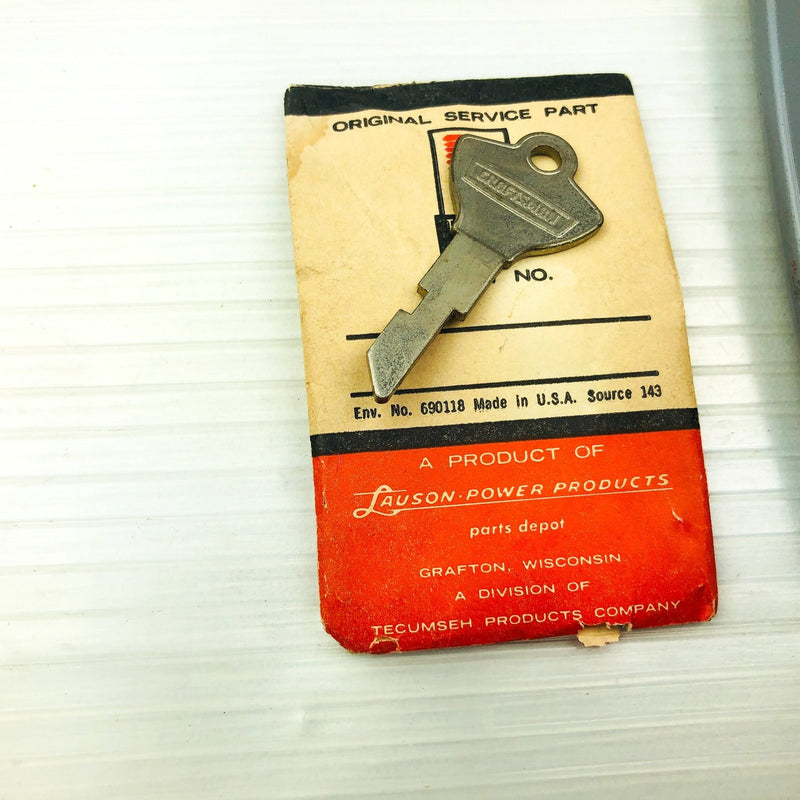 ORIGINAL SERVICE PART
CRAFTSMAN
NO.
Env. No. 690118 Made in U.S.A. Source 143
A PRODUCT OF
LAUSON-POWER PRODUCTS
parts depot
GRAFTON, WISCONSIN
A DIVISION OF
TECUMSEH PRODUCTS COMPANY